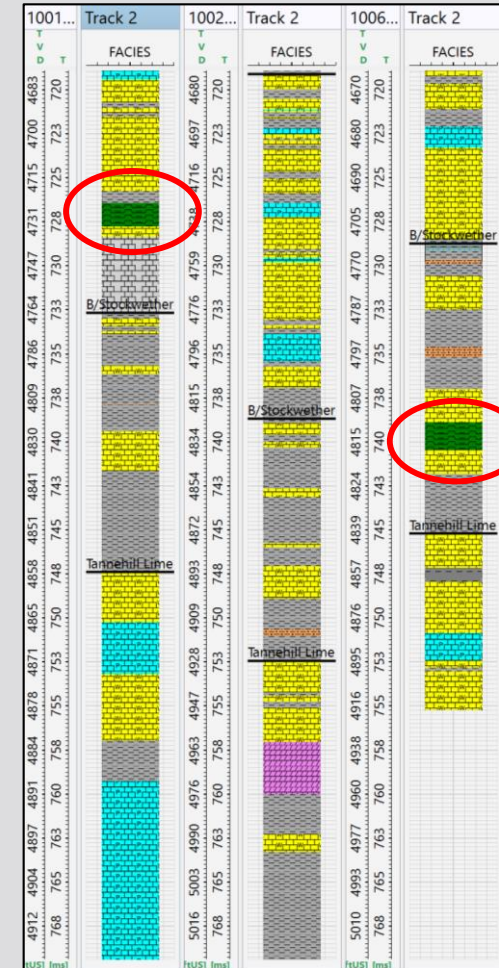 1001... Track 2 1002... Track 2 1006... Track 2
T T T
V FACIES V FACIES V FACIES
D T D T D T
4683 720 4680 720 4670 720
4700 723 4697 723 4680 723
4715 725 4716 725 4690 725
4731 728 728 4705 728
B/Stockwether
4747 730 4759 730 4770 730
B/Stockwether
4764 733 4776 733 4787 733
4786 735 4796 735 4797 735
4809 738 4815 738 4807 738
B/Stockwether
4830 740 4834 740 4815 740
4841 743 4854 743 4824 743
4851 745 4872 745 4839 745
Tannehill Lime
Tannehill Lime
4858 748 4893 748 4857 748
4865 750 4909 750 4876 750
Tannehill Lime
4871 753 4928 753 4895 753
4878 755 4947 755 4916 755
4884 758 4963 758 4938 758
4891 760 4976 760 4960 760
4897 763 4990 763 4977 763
4904 765 5003 765 4993 765
4912 768 5016 768 5010 768
ftUS] [ms] [ftUS] [ms] [ftUS] [ms]